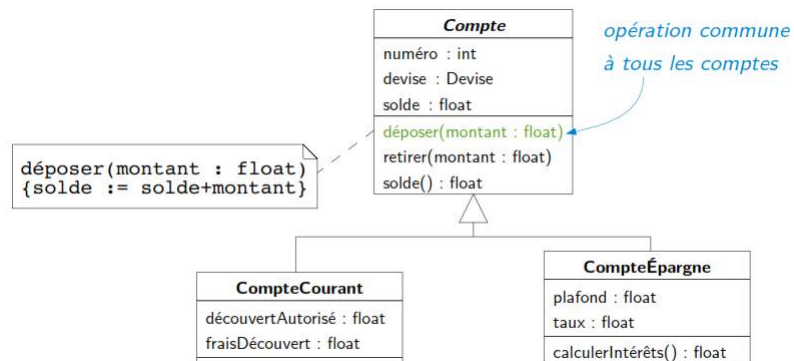 Compte
opération commune
à tous les comptes
numéro : int
devise : Devise
solde : float
déposer(montant : float)
retirer(montant : float)
solde() : float
déposer(montant : float)
{solde := solde+montant}
CompteCourant
découvertAutorisé : float
fraisDécouvert : float
CompteÉpargne
plafond : float
taux : float
calculerIntérêts() : float